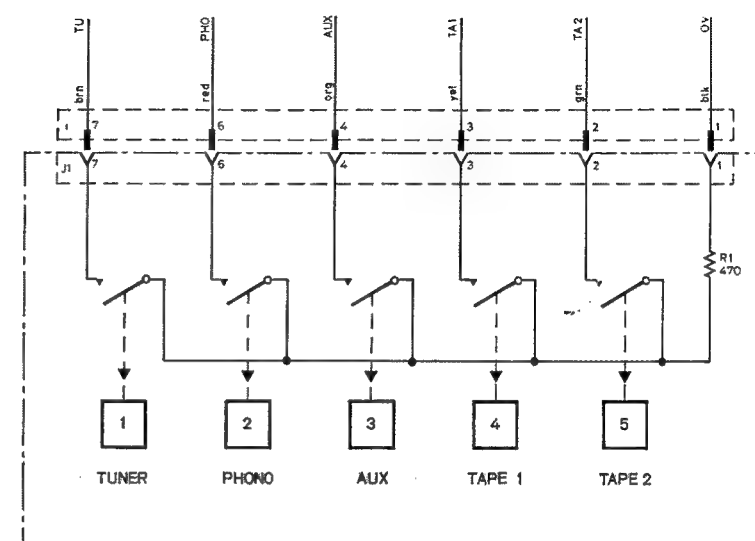 TU PHO AUX TA1 TA2 OV
brn red org yel grn blk
1 7 6 4 3 2 1
J1 7 6 4 3 2 1
R1
470
1 2 3 4 5
TUNER PHONO AUX TAPE 1 TAPE 2